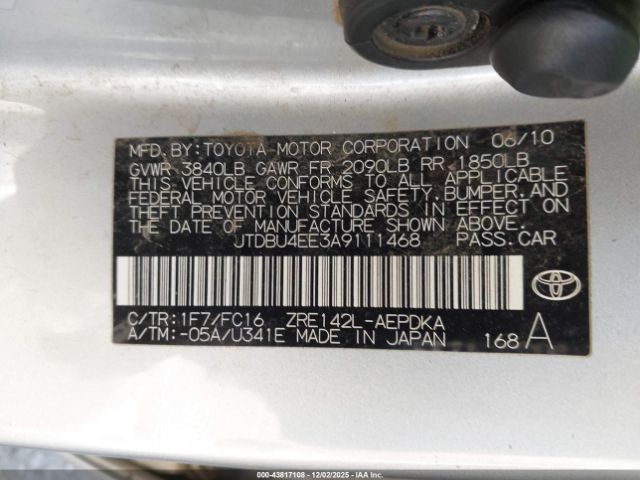 MFD. BY: TOYOTA MOTOR CORPORATION 06/10
GVWR 3840LB GAWR FR 2090LB RR 1850LB
THIS VEHICLE CONFORMS TO ALL APPLICABLE
FEDERAL MOTOR VEHICLE SAFETY, BUMPER, AND
THEFT PREVENTION STANDARDS IN EFFECT ON
THE DATE OF MANUFACTURE SHOWN ABOVE.
JTDBU4EE3A9111468 PASS.CAR
C/TR:1F7/FC16 ZRE142L-AEPDKA
A/TM:-05A/U341E MADE IN JAPAN 168 A
000-43817108 - 12/02/2025 - IAAI.com